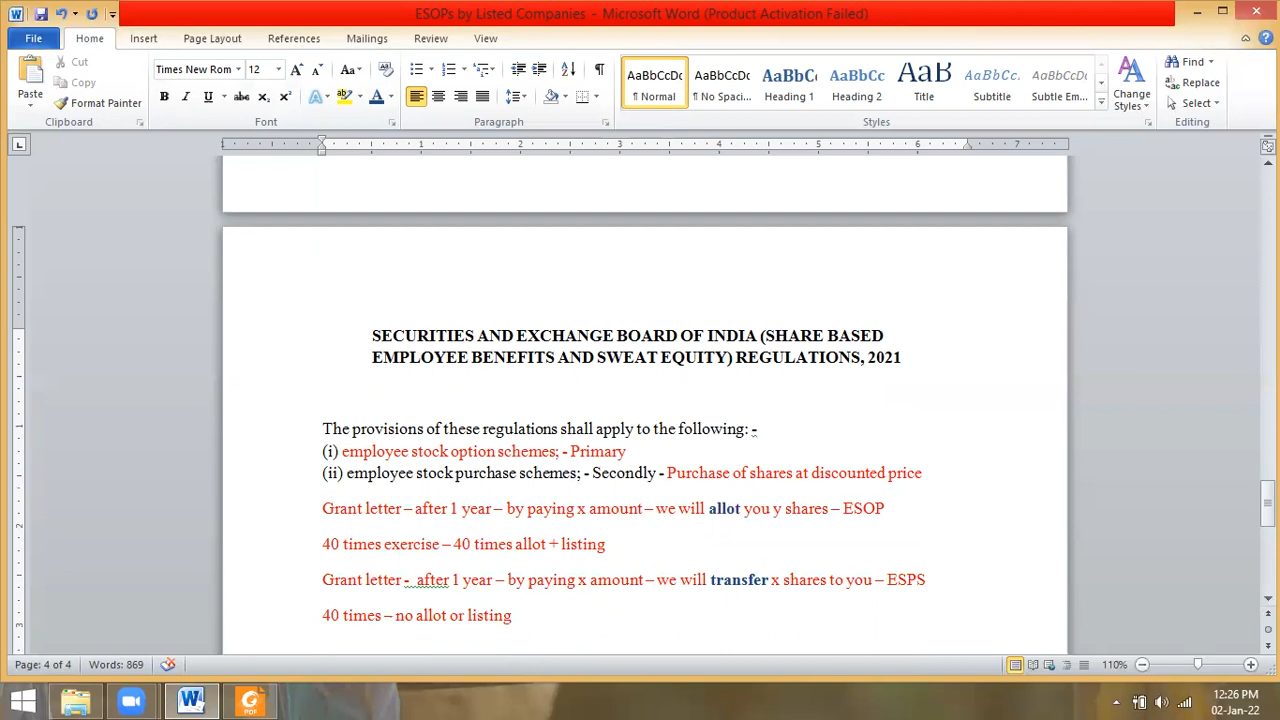 ESOPs by Listed Companies - Microsoft Word (Product Activation Failed)
File Home Insert Page Layout References Mailings Review View
Cut
Copy
Format Painter
Paste
Times New Rom 12
AaBbCcDc AaBbCcDc AaBbC AaBbCc AaB AaBbCc. AaBbCcDc
¶ Normal ¶ No Spaci... Heading 1 Heading 2 Title Subtitle Subtle Em...
Change Styles
Find
Replace
Select
Clipboard Font Paragraph Styles Editing
1 1 2 3 4 5 6 7
SECURITIES AND EXCHANGE BOARD OF INDIA (SHARE BASED
EMPLOYEE BENEFITS AND SWEAT EQUITY) REGULATIONS, 2021
The provisions of these regulations shall apply to the following: -
(i) employee stock option schemes; - Primary
(ii) employee stock purchase schemes; - Secondly - Purchase of shares at discounted price
Grant letter – after 1 year – by paying x amount – we will allot you y shares – ESOP
40 times exercise – 40 times allot + listing
Grant letter - after 1 year – by paying x amount – we will transfer x shares to you – ESPS
40 times – no allot or listing
Page: 4 of 4 Words: 869 110%
12:26 PM
02-Jan-22